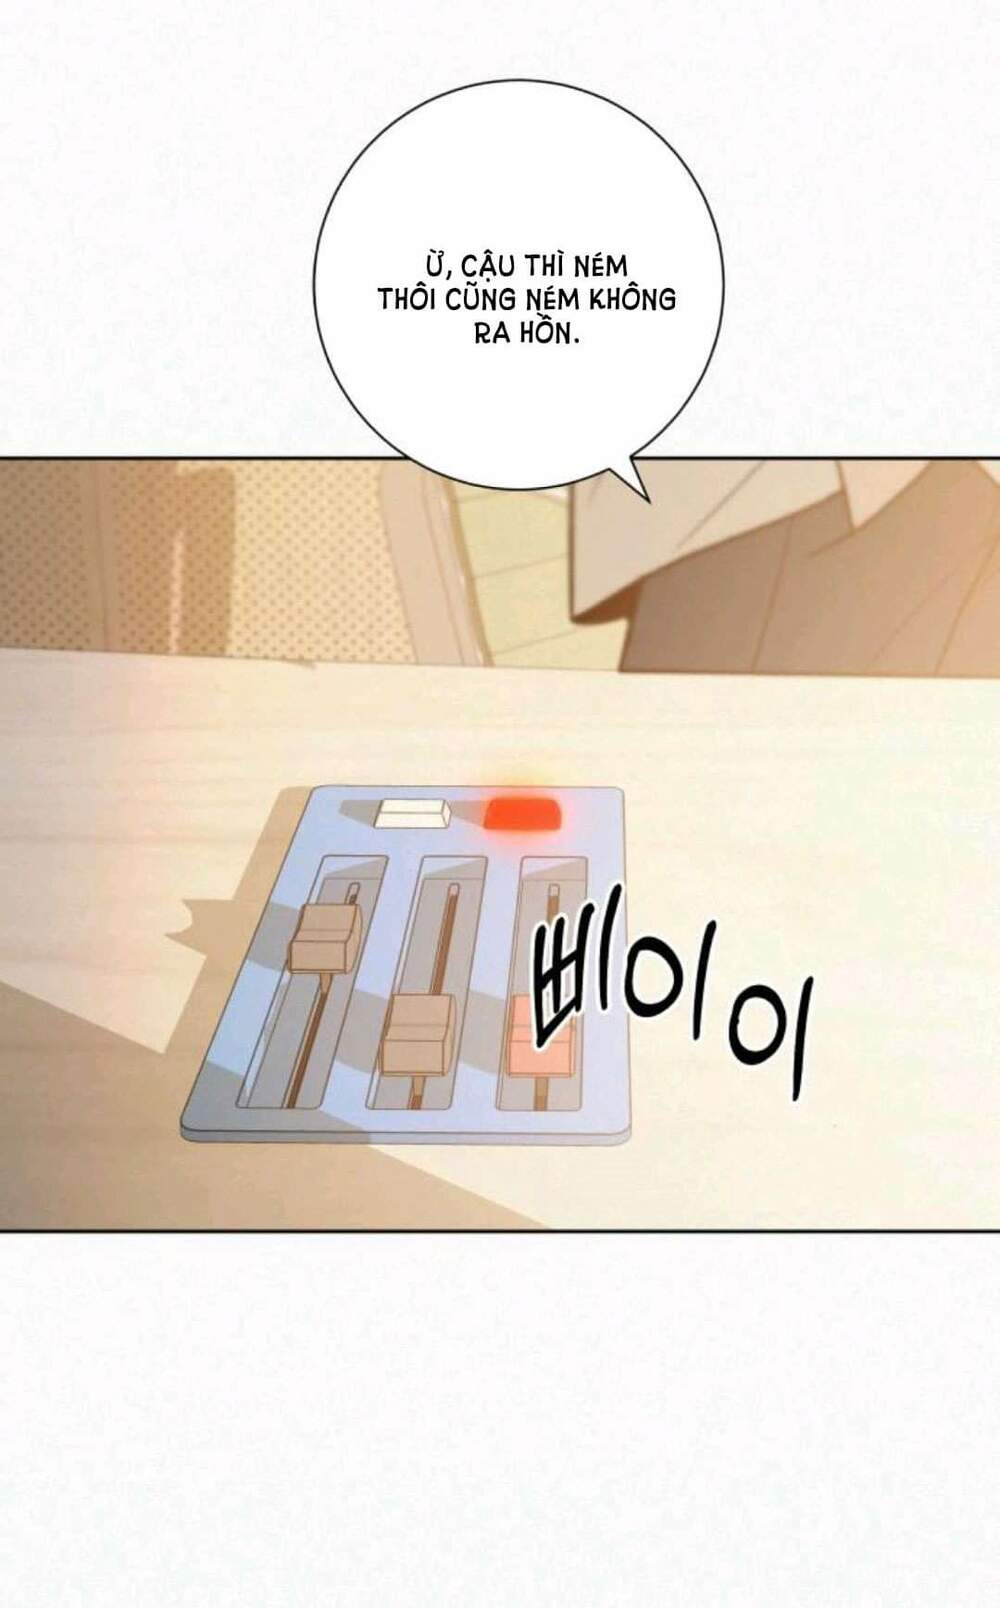 Ừ, CẬU THÌ NÉM
THÔI CŨNG NÉM KHÔNG
RA HỒN.
삐이이